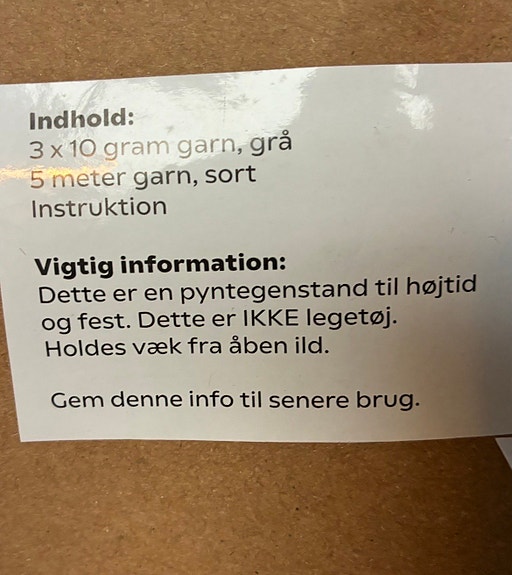 Indhold:
3 x 10 gram garn, grå
5 meter garn, sort
Instruktion
Vigtig information:
Dette er en pyntegenstand til højtid
og fest. Dette er IKKE legetøj.
Holdes væk fra åben ild.
Gem denne info til senere brug.